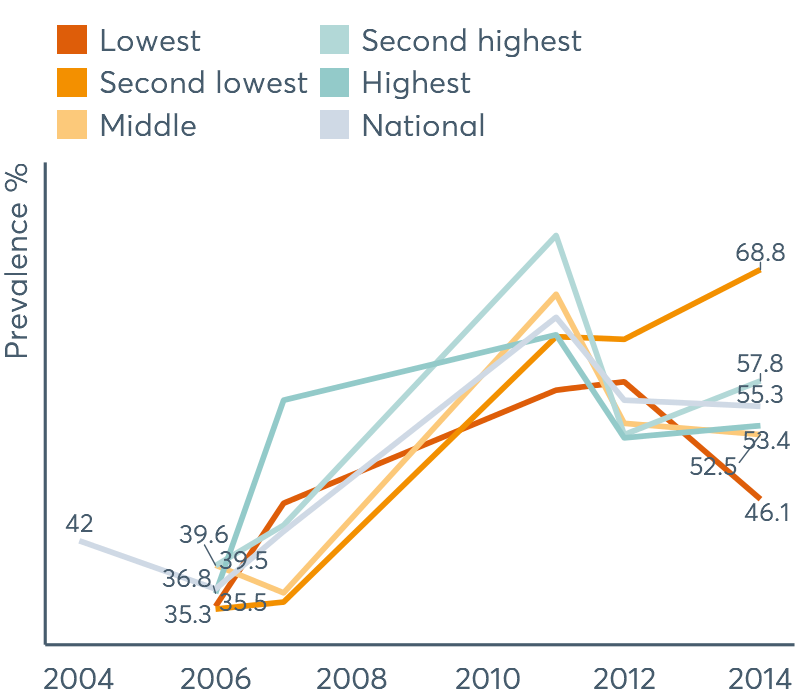 Lowest
Second lowest
Middle
Second highest
Highest
National
Prevalence %
42
39.6
39.5
36.8
35.5
35.3
68.8
57.8
55.3
53.4
52.5
46.1
2004 2006 2008 2010 2012 2014